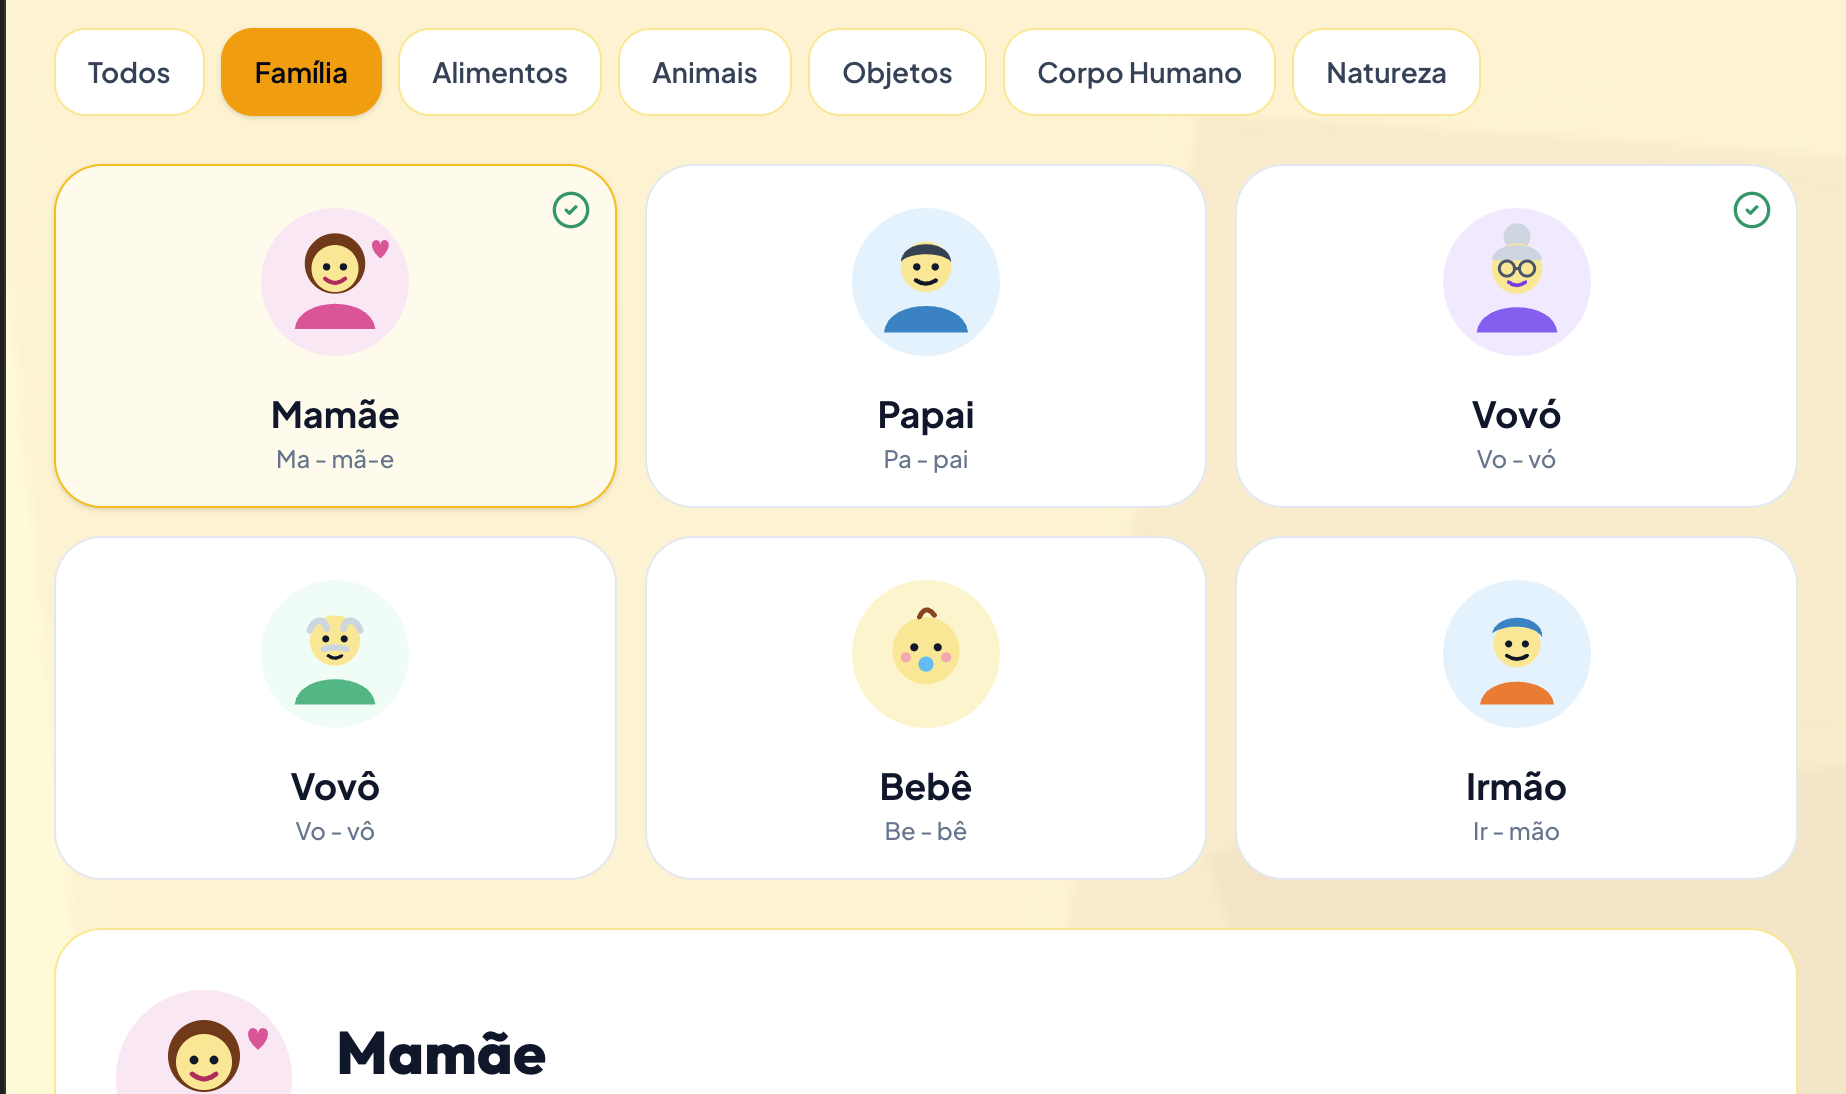 Todos Família Alimentos Animais Objetos Corpo Humano Natureza
Mamãe Papai Vovó
Ma - mã-e Pa - pai Vo - vó
Vovô Bebê Irmão
Vo - vô Be - bê Ir - mão
Mamãe